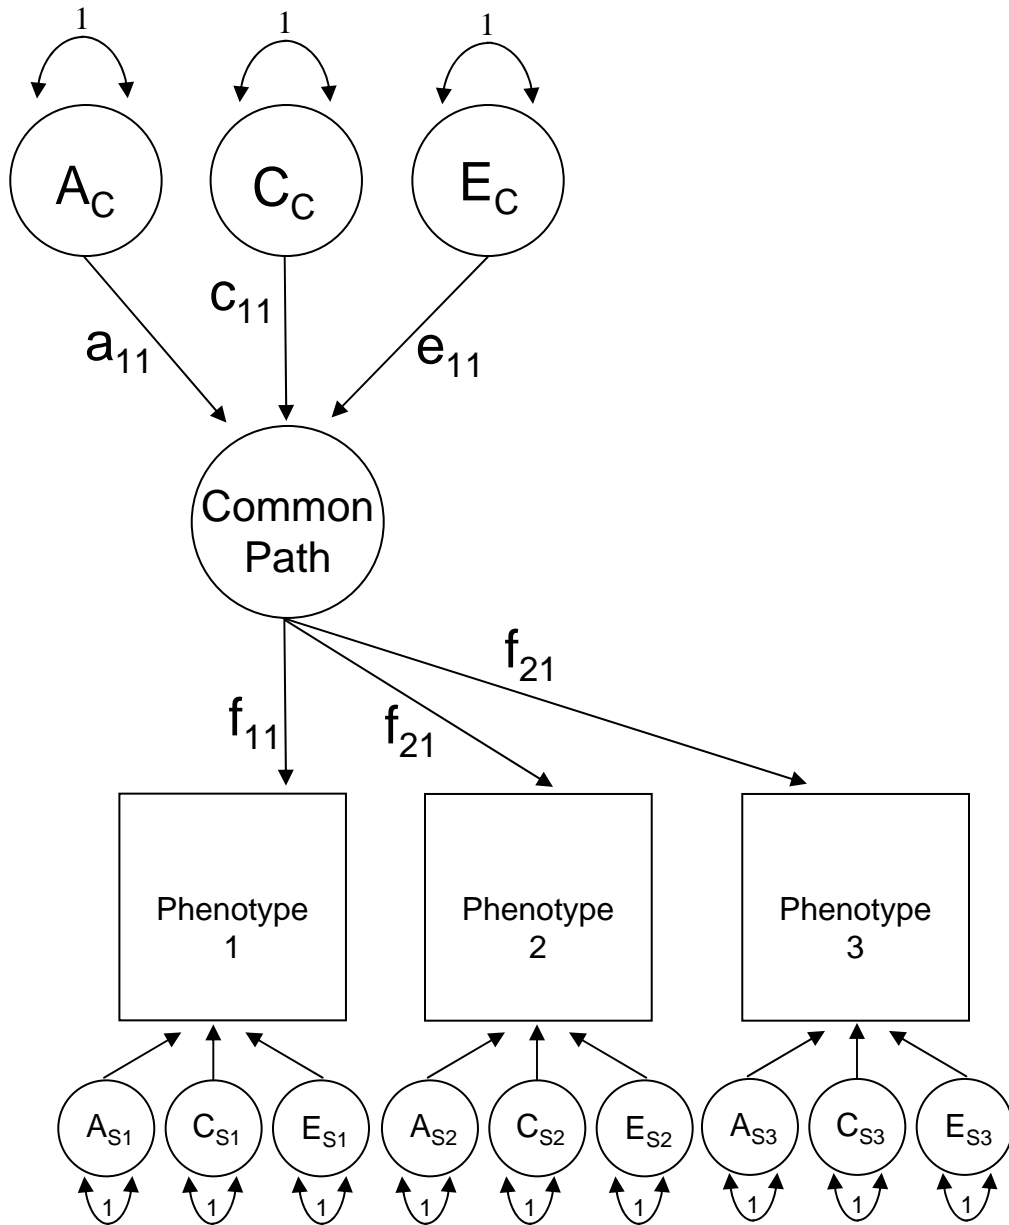 1 1 1
A_C C_C E_C
c_11
a_11 e_11
Common
Path
f_21
f_11 f_21
Phenotype Phenotype Phenotype
1 2 3
A_S1 C_S1 E_S1 A_S2 C_S2 E_S2 A_S3 C_S3 E_S3
1 1 1 1 1 1 1 1 1